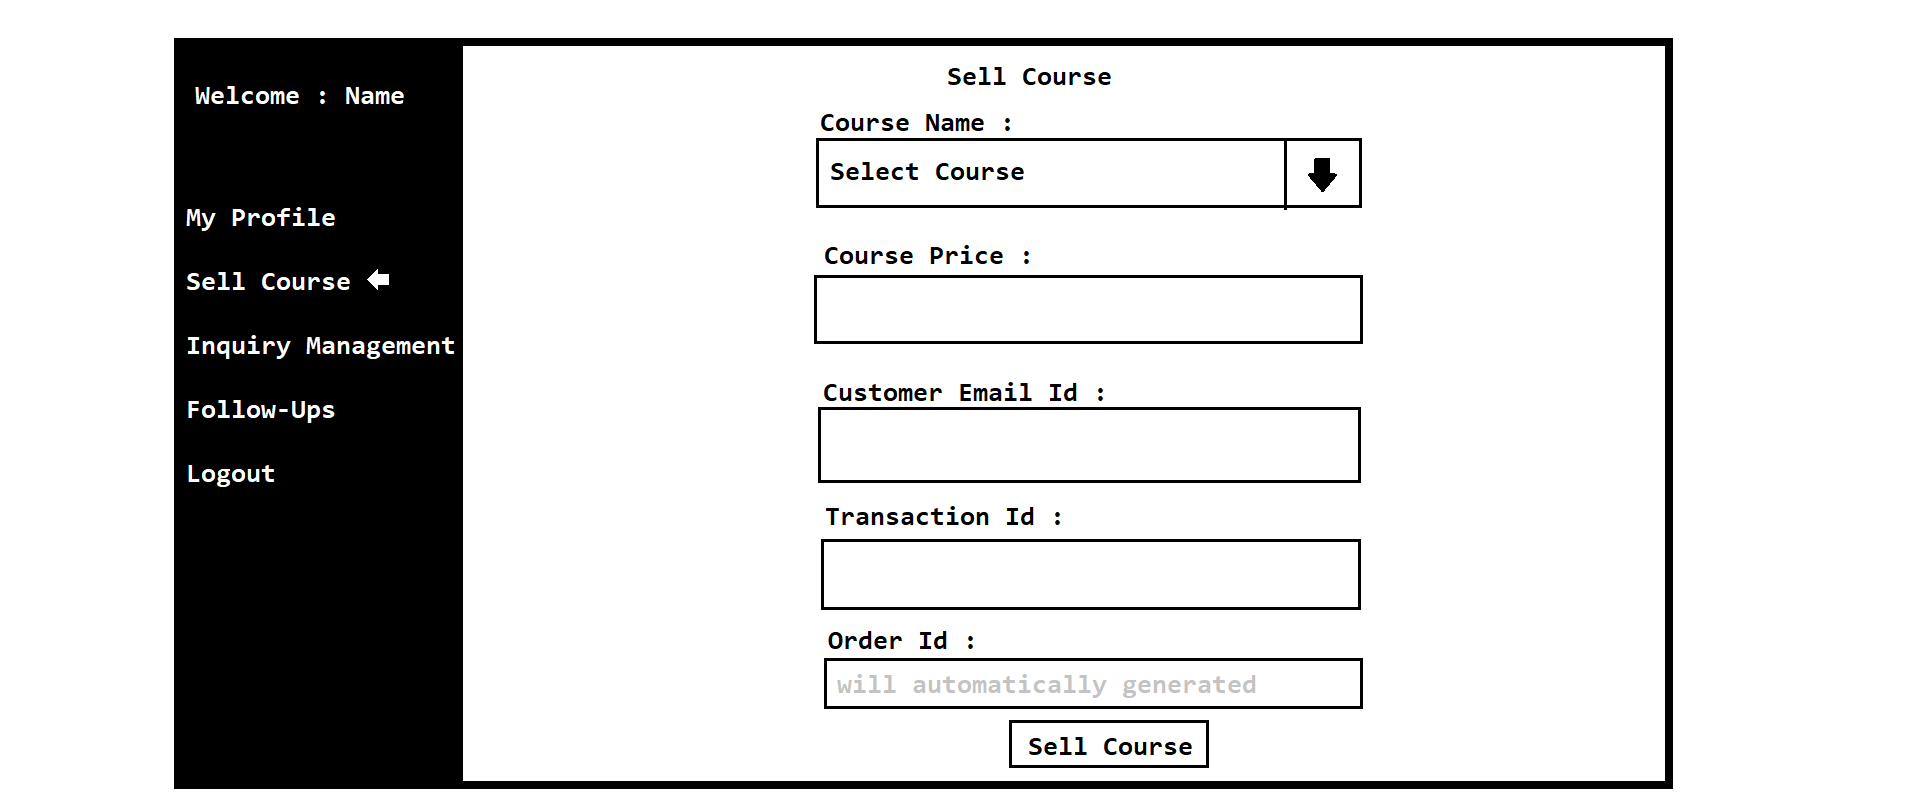 Welcome : Name
My Profile
Sell Course
Inquiry Management
Follow-Ups
Logout
Sell Course
Course Name :
Select Course
Course Price :
Customer Email Id :
Transaction Id :
Order Id :
will automatically generated
Sell Course